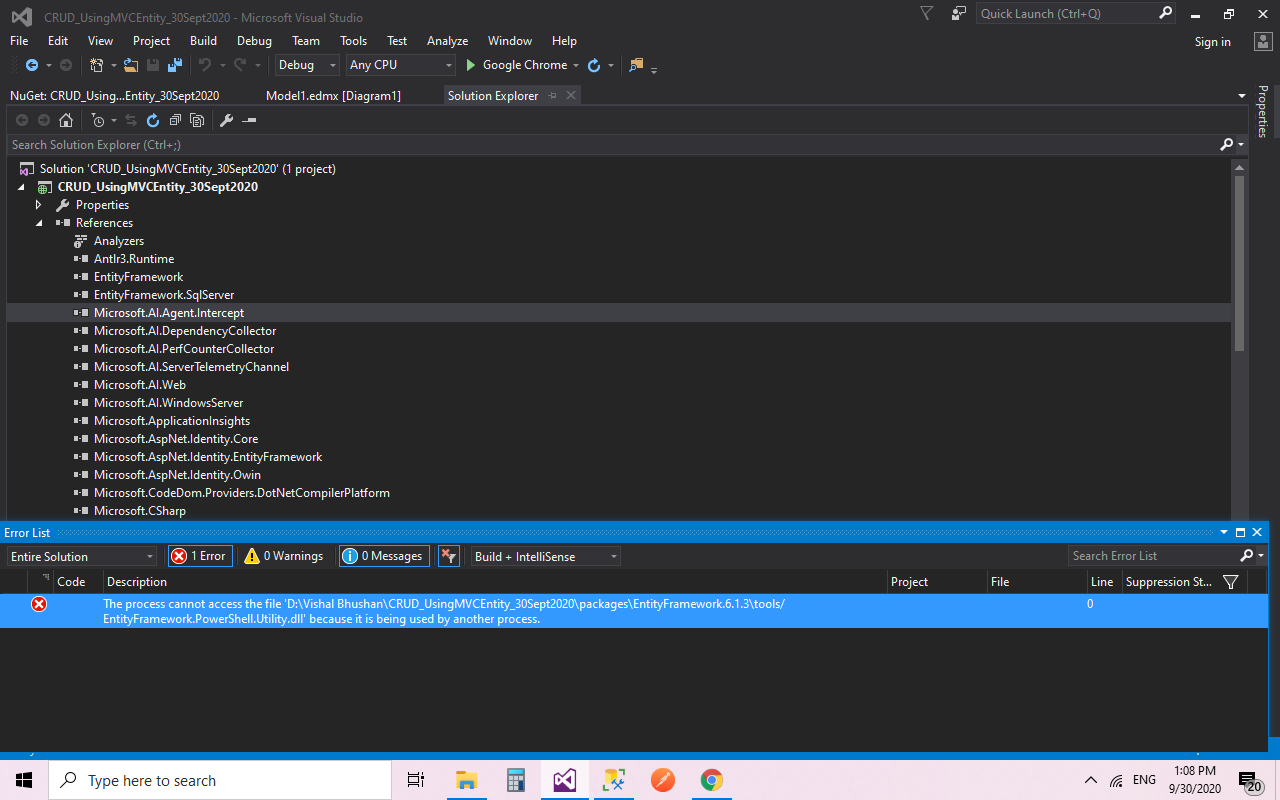 CRUD_UsingMVCEntity_30Sept2020 - Microsoft Visual Studio
Quick Launch (Ctrl+Q)
File Edit View Project Build Debug Team Tools Test Analyze Window Help
Sign in
Debug Any CPU Google Chrome
NuGet: CRUD_Using...Entity_30Sept2020 Model1.edmx [Diagram1] Solution Explorer
Properties
Search Solution Explorer (Ctrl+;)
Solution 'CRUD_UsingMVCEntity_30Sept2020' (1 project)
CRUD_UsingMVCEntity_30Sept2020
Properties
References
Analyzers
Antlr3.Runtime
EntityFramework
EntityFramework.SqlServer
Microsoft.AI.Agent.Intercept
Microsoft.AI.DependencyCollector
Microsoft.AI.PerfCounterCollector
Microsoft.AI.ServerTelemetryChannel
Microsoft.AI.Web
Microsoft.AI.WindowsServer
Microsoft.ApplicationInsights
Microsoft.AspNet.Identity.Core
Microsoft.AspNet.Identity.EntityFramework
Microsoft.AspNet.Identity.Owin
Microsoft.CodeDom.Providers.DotNetCompilerPlatform
Microsoft.CSharp
Error List
Entire Solution 1 Error 0 Warnings 0 Messages Build + IntelliSense Search Error List
Code Description Project File Line Suppression St...
The process cannot access the file 'D:\Vishal Bhushan\CRUD_UsingMVCEntity_30Sept2020\packages\EntityFramework.6.1.3\tools/ 0
EntityFramework.PowerShell.Utility.dll' because it is being used by another process.
Type here to search
ENG
1:08 PM
9/30/2020
20